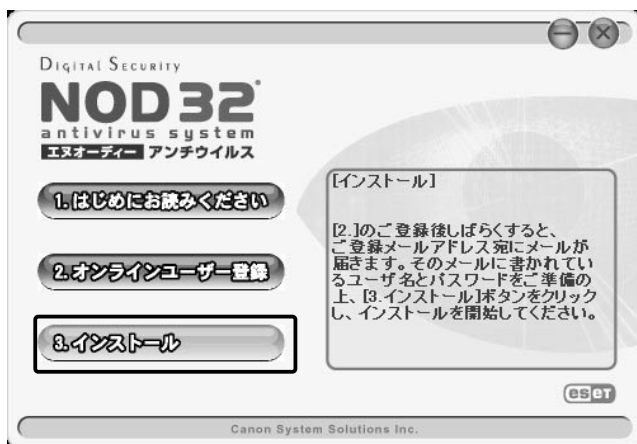 DIGITAL SECURITY
NOD32
antivirus system
エヌオーディー アンチウイルス
1.はじめにお読みください
2.オンラインユーザー登録
3.インストール
[インストール]
[2.]のご登録後しばらくすると、
ご登録メールアドレス宛にメールが
届きます。そのメールに書かれてい
るユーザ名とパスワードをご準備の
上、[3.インストール]ボタンをクリック
し、インストールを開始してください。
eseT
Canon System Solutions Inc.